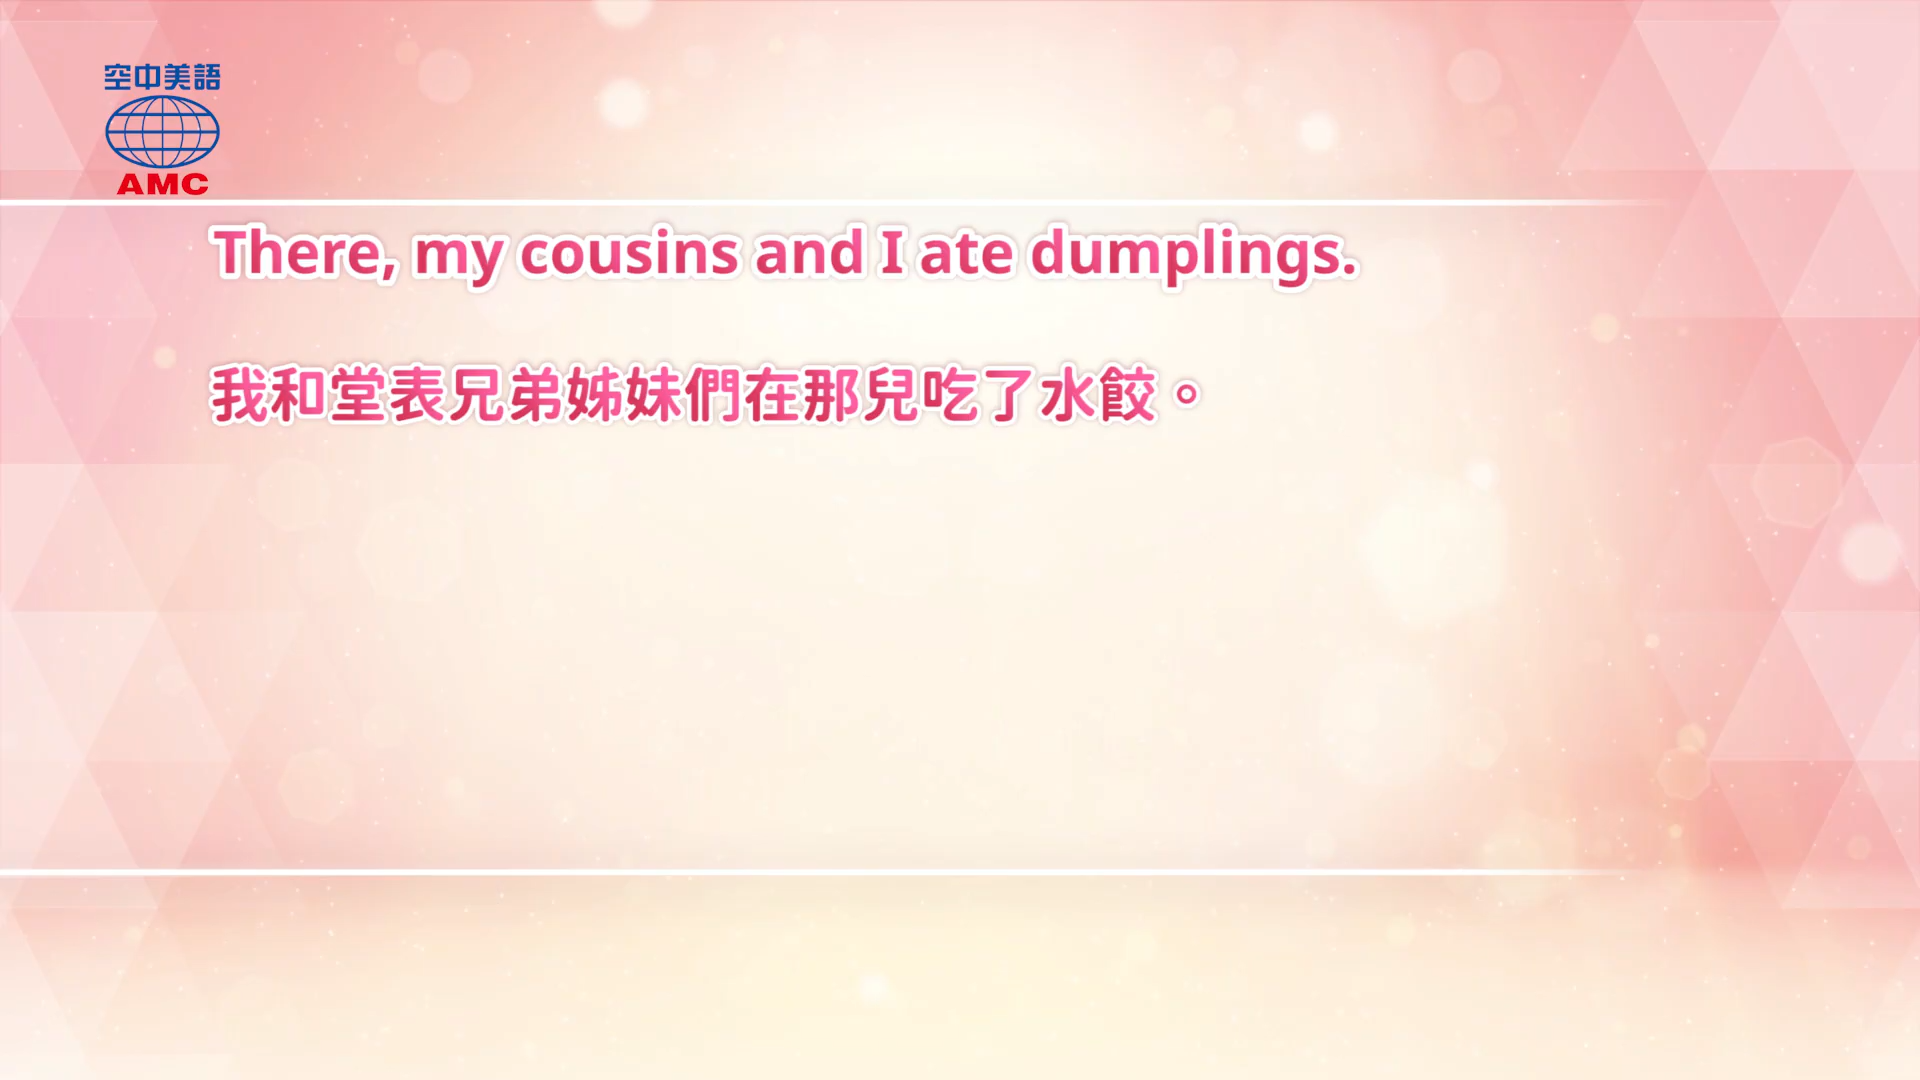 空中美語
AMC
There, my cousins and I ate dumplings.
我和堂表兄弟姊妹們在那兒吃了水餃。